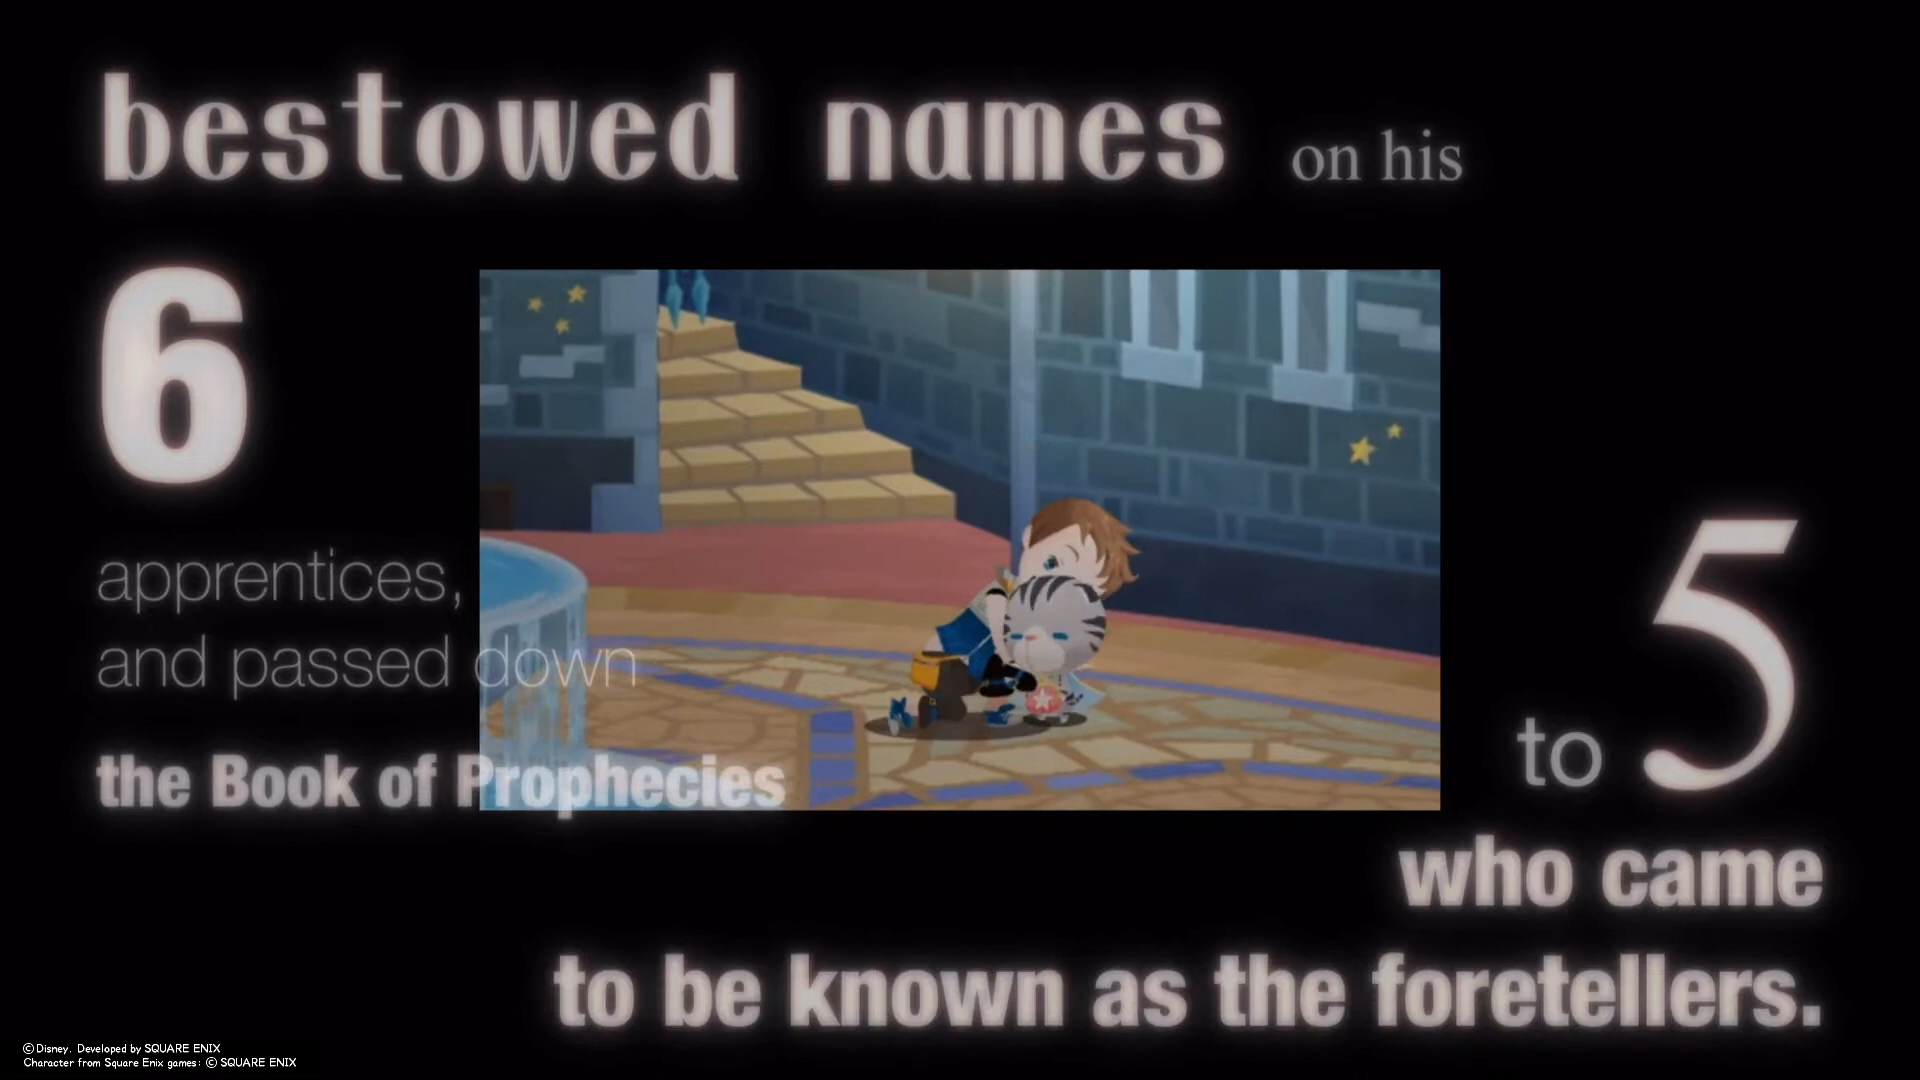 bestowed names on his
6
apprentices,
and passed down
the Book of Prophecies
to 5
who came
to be known as the foretellers.
©Disney. Developed by SQUARE ENIX
Character from Square Enix games: © SQUARE ENIX